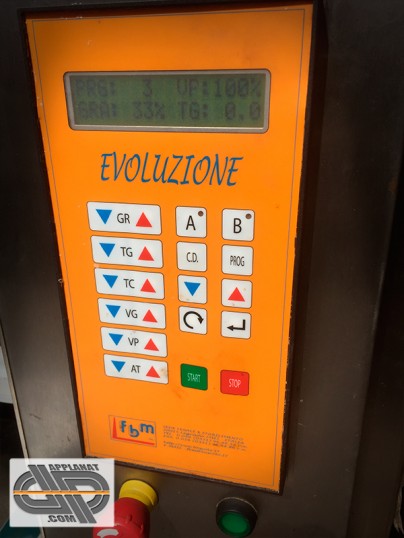 PRG: 3 VP:100%
GRA: 33% TG: 0.0
EVOLUZIONE
GR
A
B
TG
C.D.
PROG
TC
VG
VP
AT
START
STOP
fbm
APPLANAT
.COM